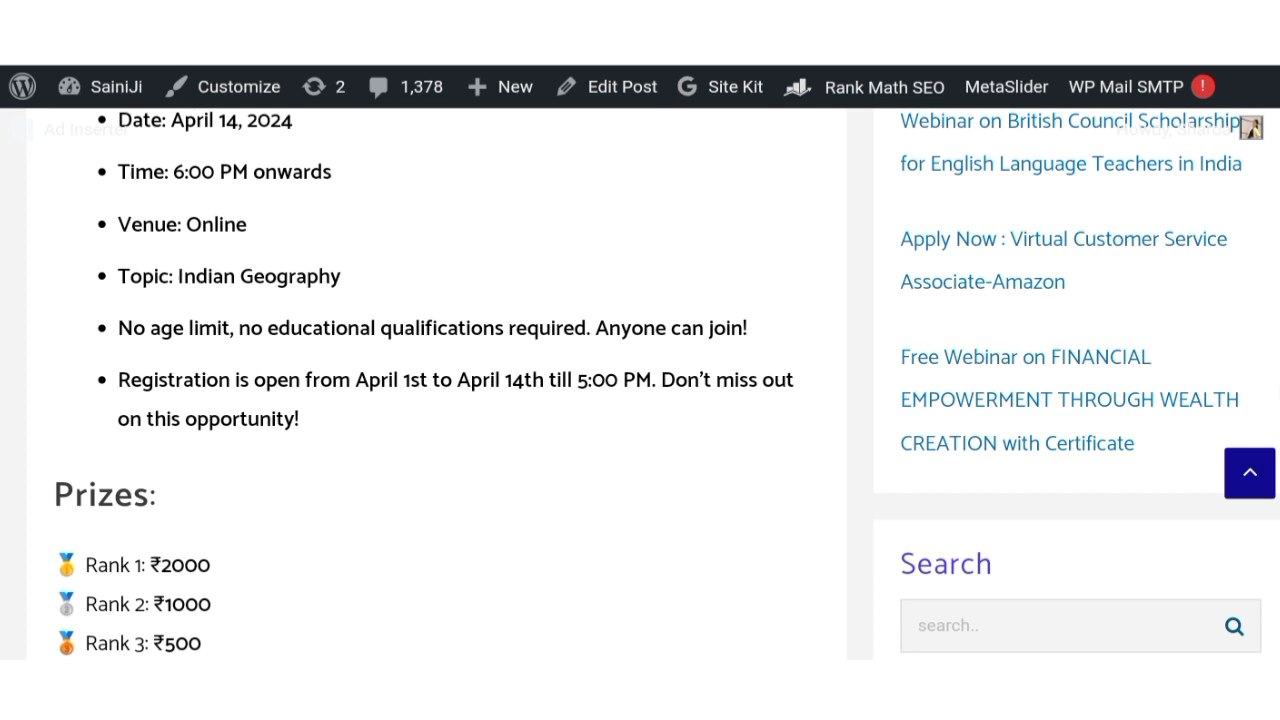 SainiJi Customize 2 1,378 New Edit Post Site Kit Rank Math SEO MetaSlider WP Mail SMTP !
Ad Inserter
Howdy,
• Date: April 14, 2024
• Time: 6:00 PM onwards
• Venue: Online
• Topic: Indian Geography
• No age limit, no educational qualifications required. Anyone can join!
• Registration is open from April 1st to April 14th till 5:00 PM. Don’t miss out
on this opportunity!
Prizes:
🥇 Rank 1: ₹2000
🥈 Rank 2: ₹1000
🥉 Rank 3: ₹500
Webinar on British Council Scholarship
for English Language Teachers in India
Apply Now : Virtual Customer Service
Associate-Amazon
Free Webinar on FINANCIAL
EMPOWERMENT THROUGH WEALTH
CREATION with Certificate
Search
search..